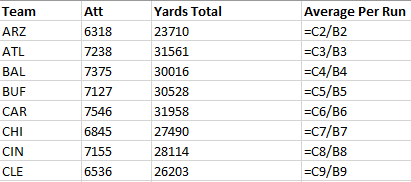 Team Att Yards Total Average Per Run
ARZ 6318 23710 =C2/B2
ATL 7238 31561 =C3/B3
BAL 7375 30016 =C4/B4
BUF 7127 30528 =C5/B5
CAR 7546 31958 =C6/B6
CHI 6845 27490 =C7/B7
CIN 7155 28114 =C8/B8
CLE 6536 26203 =C9/B9